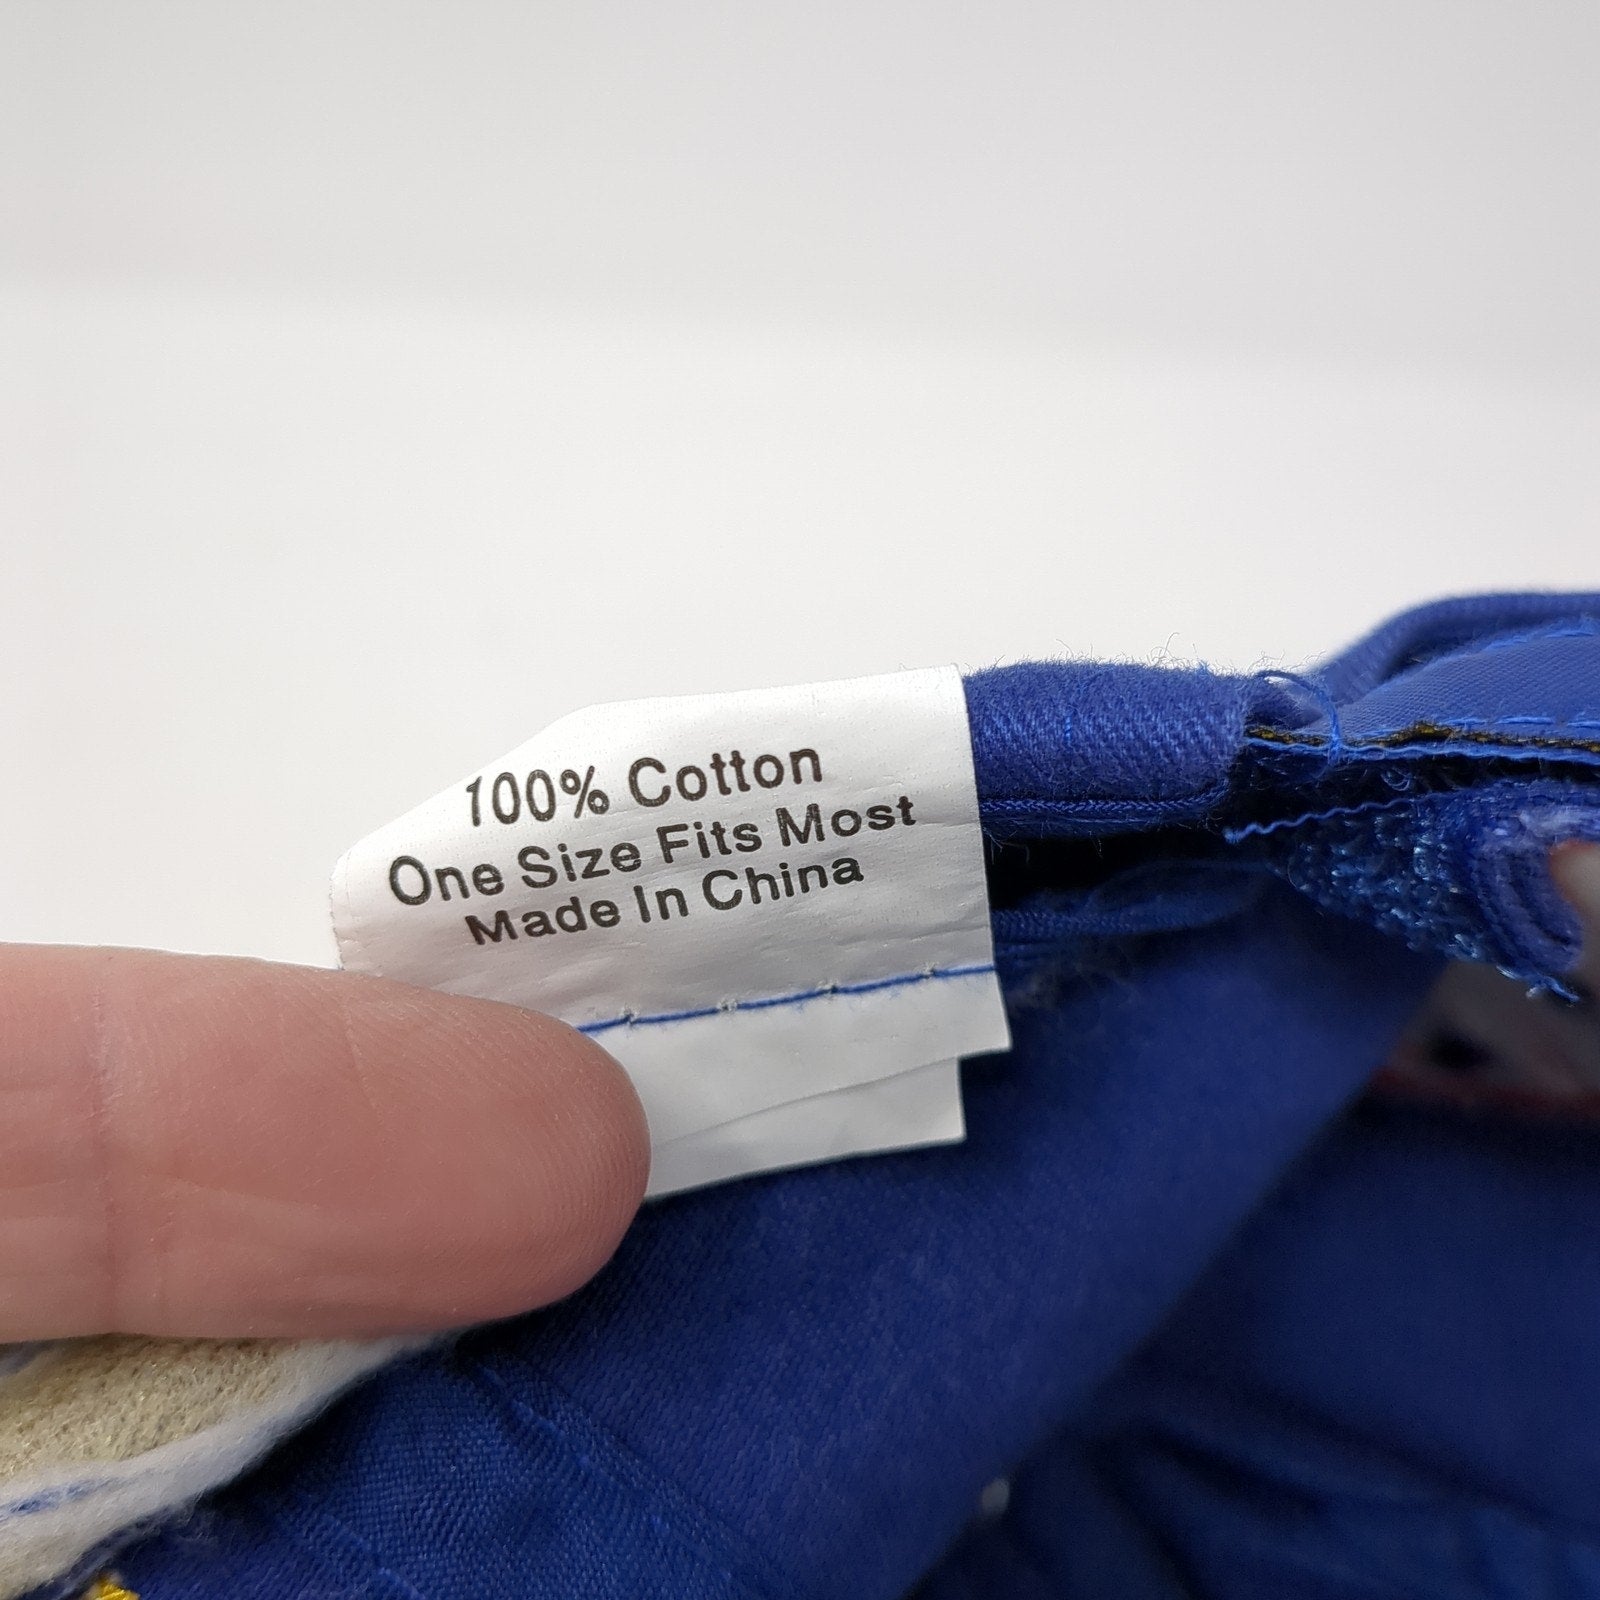 100% Cotton
One Size Fits Most
Made In China